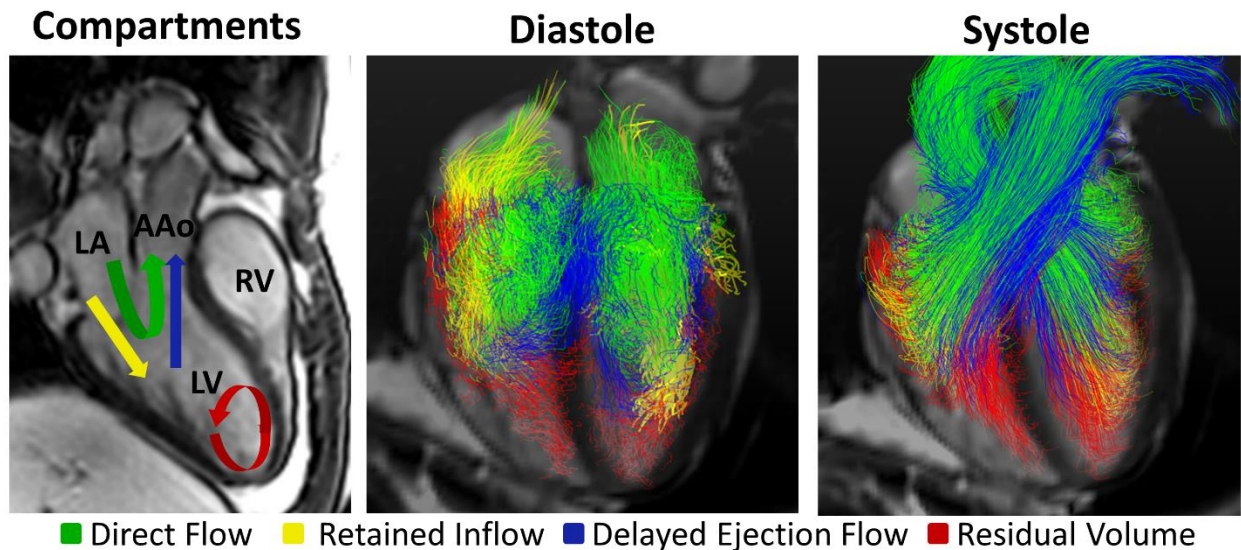 Compartments
Diastole
Systole
LA
AAo
RV
LV
Direct Flow
Retained Inflow
Delayed Ejection Flow
Residual Volume